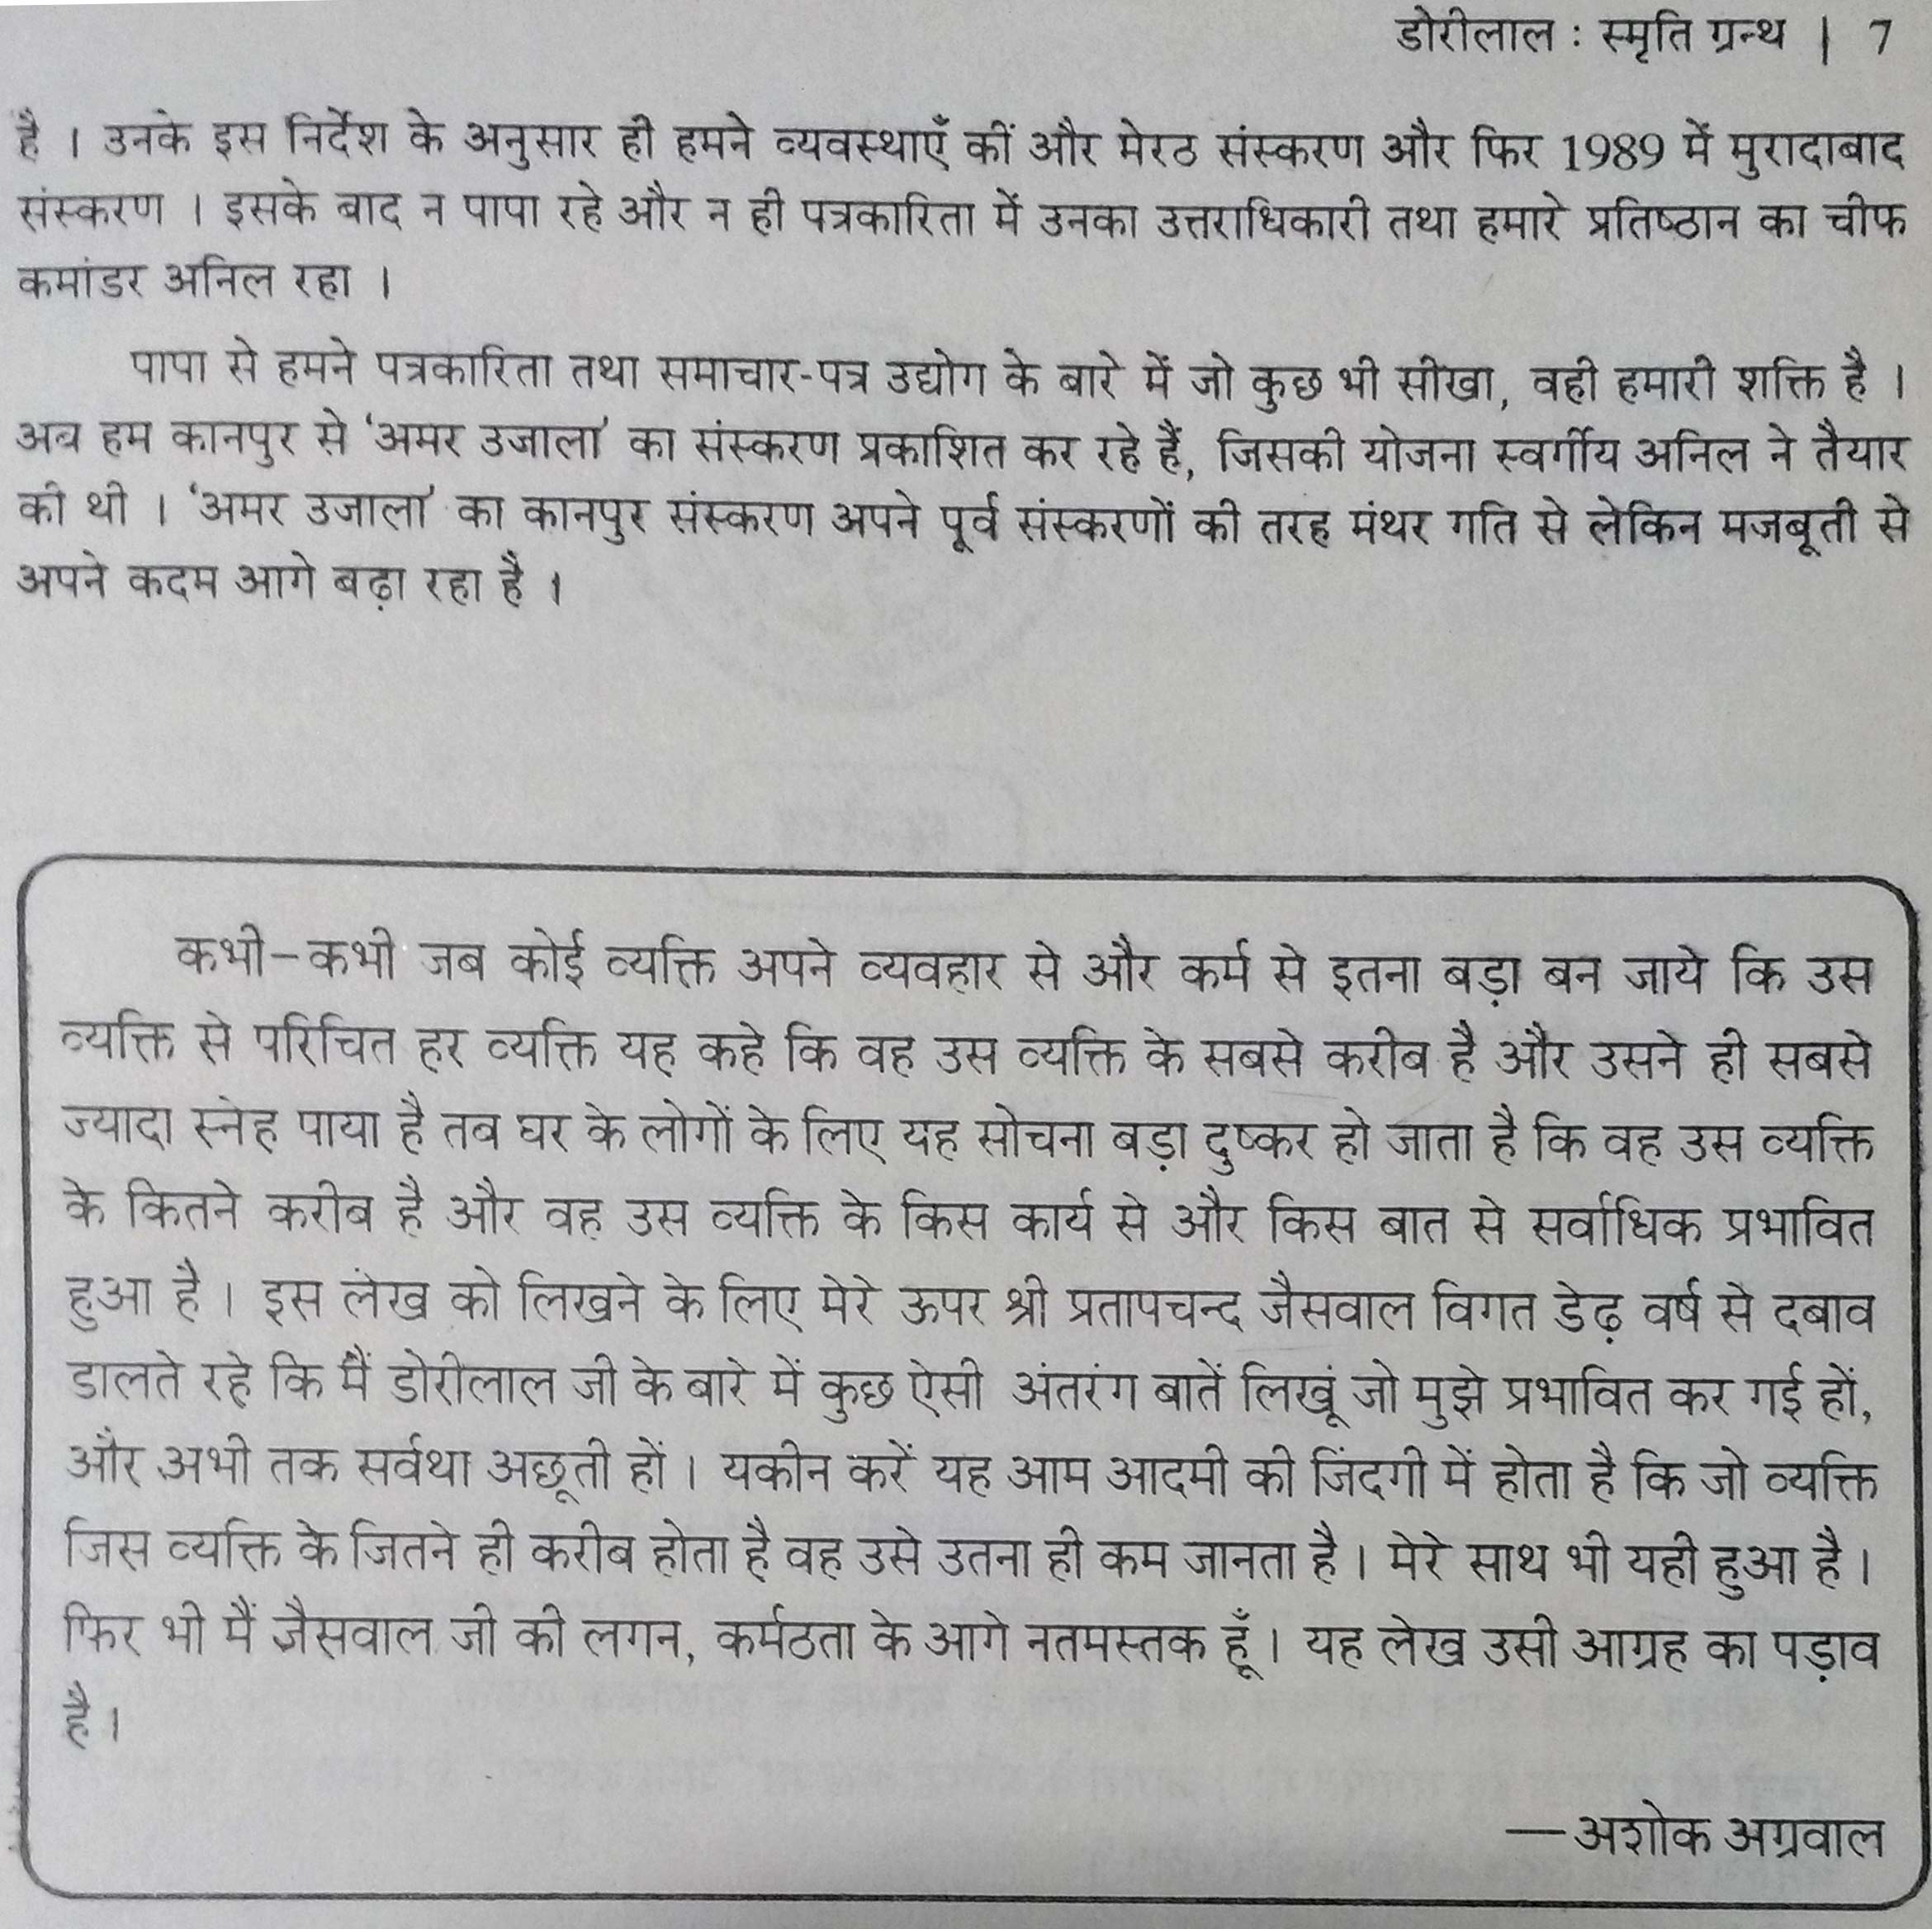 डोरीलाल : स्मृति ग्रन्थ | 7
है । उनके इस निर्देश के अनुसार ही हमने व्यवस्थाएँ कीं और मेरठ संस्करण और फिर 1989 में मुरादाबाद
संस्करण । इसके बाद न पापा रहे और न ही पत्रकारिता में उनका उत्तराधिकारी तथा हमारे प्रतिष्ठान का चीफ
कमांडर अनिल रहा ।
पापा से हमने पत्रकारिता तथा समाचार-पत्र उद्योग के बारे में जो कुछ भी सीखा, वही हमारी शक्ति है ।
अब हम कानपुर से ‘अमर उजाला’ का संस्करण प्रकाशित कर रहे हैं, जिसकी योजना स्वर्गीय अनिल ने तैयार
की थी । ‘अमर उजाला’ का कानपुर संस्करण अपने पूर्व संस्करणों की तरह मंथर गति से लेकिन मजबूती से
अपने कदम आगे बढ़ा रहा है ।
कभी-कभी जब कोई व्यक्ति अपने व्यवहार से और कर्म से इतना बड़ा बन जाये कि उस
व्यक्ति से परिचित हर व्यक्ति यह कहे कि वह उस व्यक्ति के सबसे करीब है और उसने ही सबसे
ज्यादा स्नेह पाया है तब घर के लोगों के लिए यह सोचना बड़ा दुष्कर हो जाता है कि वह उस व्यक्ति
के कितने करीब है और वह उस व्यक्ति के किस कार्य से और किस बात से सर्वाधिक प्रभावित
हुआ है । इस लेख को लिखने के लिए मेरे ऊपर श्री प्रतापचन्द जैसवाल विगत डेढ़ वर्ष से दबाव
डालते रहे कि मैं डोरीलाल जी के बारे में कुछ ऐसी अंतरंग बातें लिखूं जो मुझे प्रभावित कर गई हों,
और अभी तक सर्वथा अछूती हों । यकीन करें यह आम आदमी की जिंदगी में होता है कि जो व्यक्ति
जिस व्यक्ति के जितने ही करीब होता है वह उसे उतना ही कम जानता है । मेरे साथ भी यही हुआ है ।
फिर भी मैं जैसवाल जी की लगन, कर्मठता के आगे नतमस्तक हूँ । यह लेख उसी आग्रह का पड़ाव
है ।
—अशोक अग्रवाल